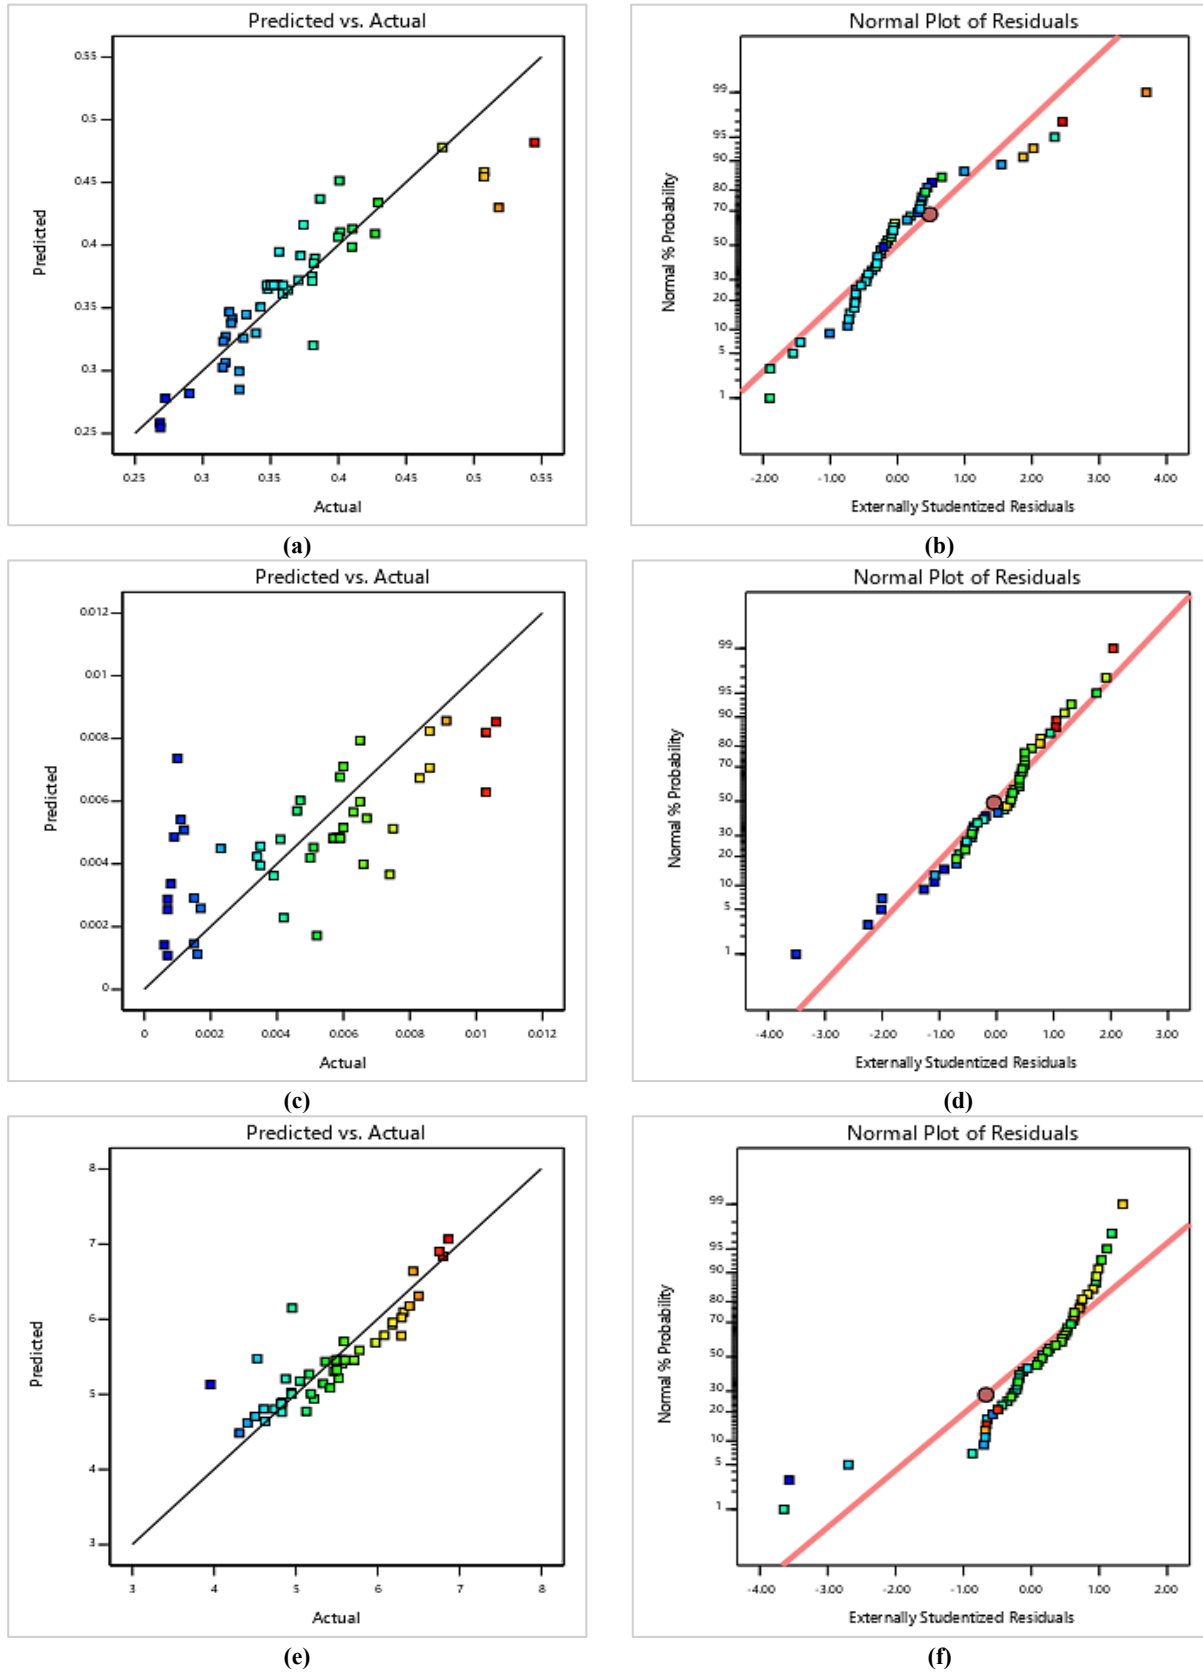 Predicted vs. Actual
0.55
0.5
0.45
0.4
0.35
0.3
0.25
Predicted
0.25 0.3 0.35 0.4 0.45 0.5 0.55
Actual
(a)
Normal Plot of Residuals
99
95
90
80
70
50
30
20
10
5
1
Normal % Probability
-2.00 -1.00 0.00 1.00 2.00 3.00 4.00
Externally Studentized Residuals
(b)
Predicted vs. Actual
0.012
0.01
0.008
0.006
0.004
0.002
0
Predicted
0 0.002 0.004 0.006 0.008 0.01 0.012
Actual
(c)
Normal Plot of Residuals
99
95
90
80
70
50
30
20
10
5
1
Normal % Probability
-4.00 -3.00 -2.00 -1.00 0.00 1.00 2.00 3.00
Externally Studentized Residuals
(d)
Predicted vs. Actual
8
7
6
5
4
3
Predicted
3 4 5 6 7 8
Actual
(e)
Normal Plot of Residuals
99
95
90
80
70
50
30
20
10
5
1
Normal % Probability
-4.00 -3.00 -2.00 -1.00 0.00 1.00 2.00
Externally Studentized Residuals
(f)